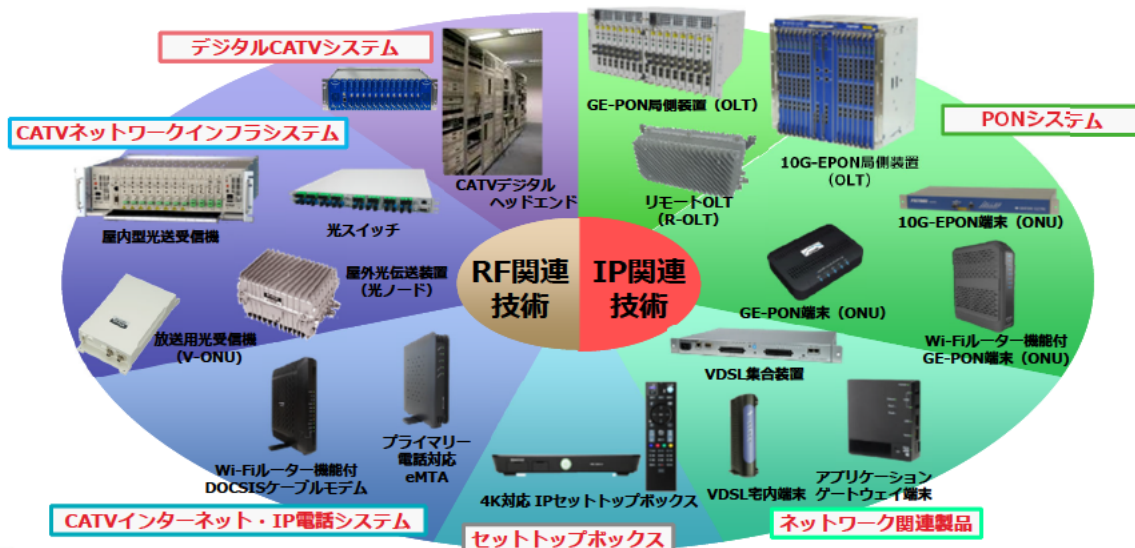 デジタルCATVシステム
CATVデジタル
ヘッドエンド
GE-PON局側装置（OLT）
10G-EPON局側装置
（OLT）
リモートOLT
（R-OLT）
PONシステム
10G-EPON端末（ONU）
GE-PON端末（ONU）
Wi-Fiルーター機能付
GE-PON端末（ONU）
CATVネットワークインフラシステム
屋内型光送受信機
光スイッチ
屋外光伝送装置
（光ノード）
放送用光受信機
（V-ONU）
RF関連
技術
IP関連
技術
VDSL集合装置
VDSL宅内端末
アプリケーション
ゲートウェイ端末
ネットワーク関連製品
Wi-Fiルーター機能付
DOCSISケーブルモデム
プライマリー
電話対応
eMTA
CATVインターネット・IP電話システム
4K対応 IPセットトップボックス
セットトップボックス